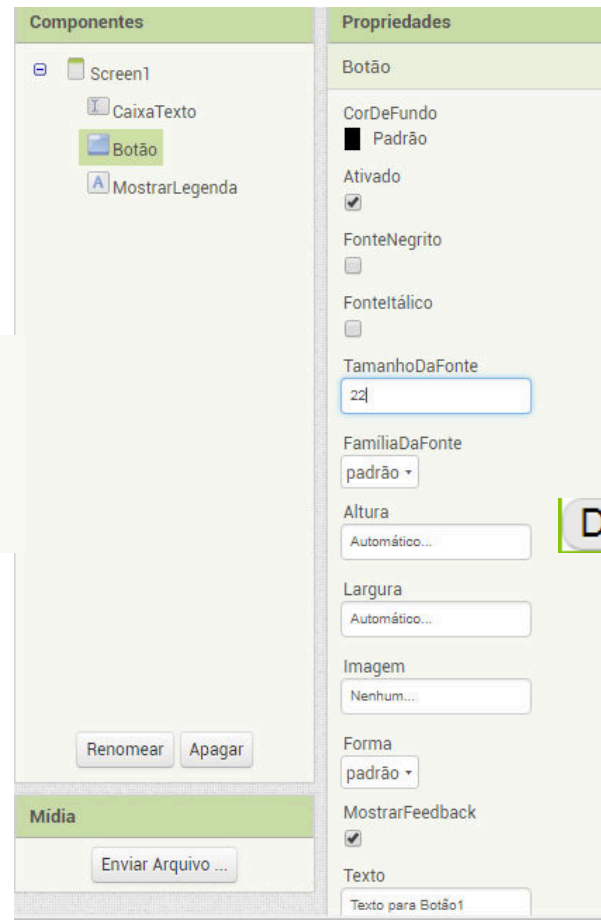 Componentes
Screen1
CaixaTexto
Botão
MostrarLegenda
Renomear Apagar
Mídia
Enviar Arquivo ...
Propriedades
Botão
CorDeFundo
Padrão
Ativado
FonteNegrito
FonteItálico
TamanhoDaFonte
22
FamíliaDaFonte
padrão
Altura
Automático...
Largura
Automático...
Imagem
Nenhum...
Forma
padrão
MostrarFeedback
Texto
Texto para Botão1
D